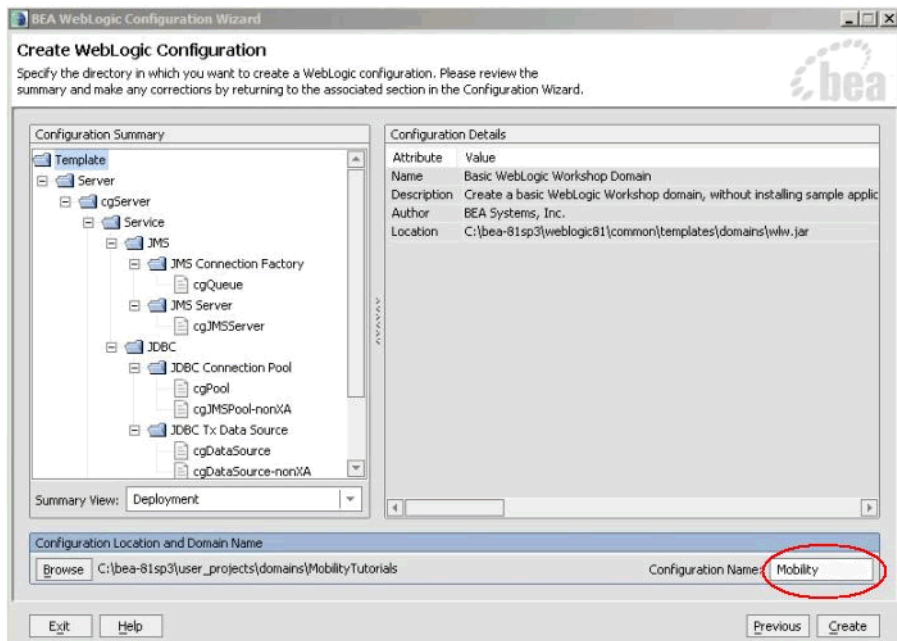 BEA WebLogic Configuration Wizard
Create WebLogic Configuration
Specify the directory in which you want to create a WebLogic configuration. Please review the
summary and make any corrections by returning to the associated section in the Configuration Wizard.
bea
Configuration Summary
Template
Server
cgServer
Service
JMS
JMS Connection Factory
cgQueue
JMS Server
cgJMSServer
JDBC
JDBC Connection Pool
cgPool
cgJMSPool-nonXA
JDBC Tx Data Source
cgDataSource
cgDataSource-nonXA
Summary View: Deployment
Configuration Details
Attribute Value
Name Basic WebLogic Workshop Domain
Description Create a basic WebLogic Workshop domain, without installing sample applic
Author BEA Systems, Inc.
Location C:\bea-81sp3\weblogic81\common\templates\domains\wlw.jar
Configuration Location and Domain Name
Browse C:\bea-81sp3\user_projects\domains\MobilityTutorials Configuration Name: Mobility
Exit Help Previous Create